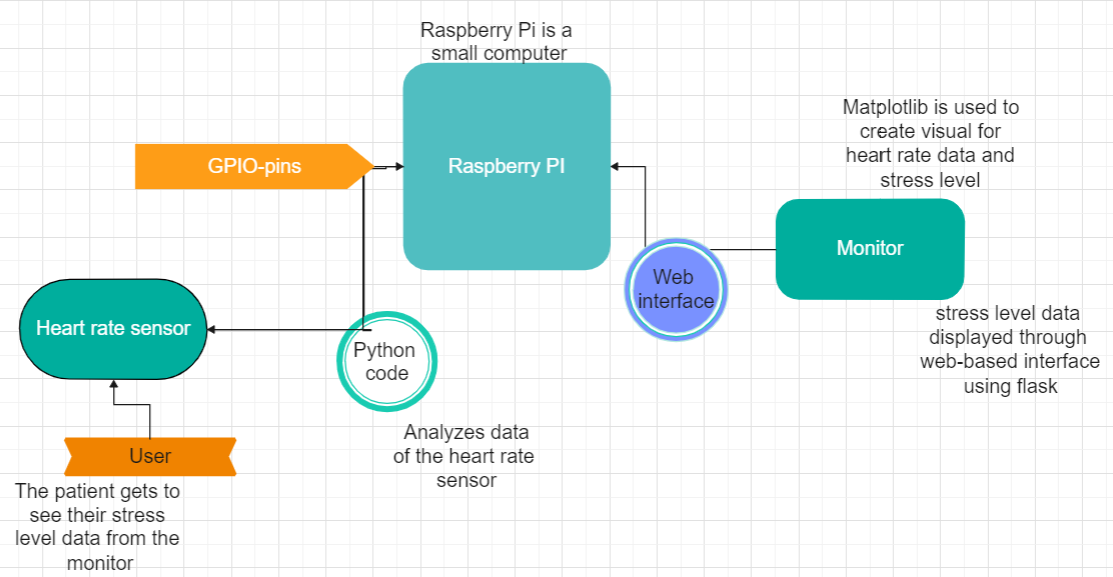 Raspberry Pi is a
small computer
GPIO-pins
Raspberry PI
Matplotlib is used to
create visual for
heart rate data and
stress level
Monitor
Web
interface
stress level data
displayed through
web-based interface
using flask
Heart rate sensor
Python
code
Analyzes data
of the heart rate
sensor
User
The patient gets to
see their stress
level data from the
monitor